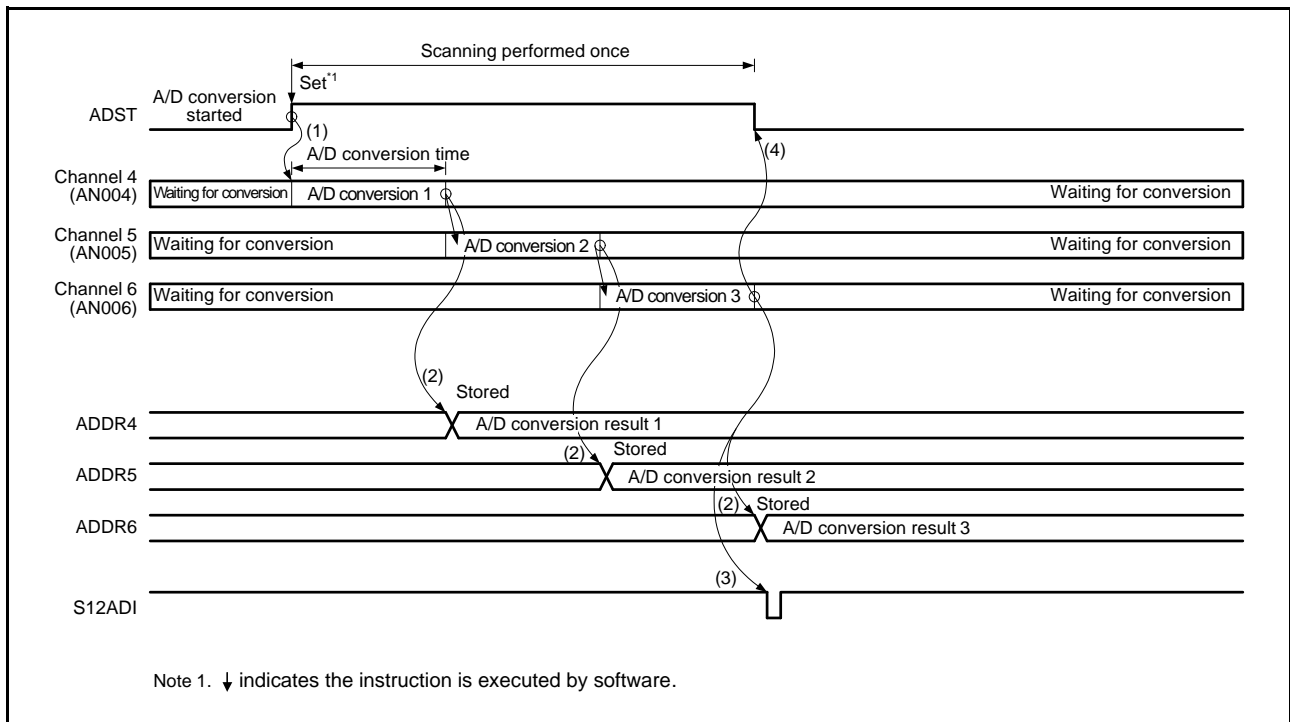 Scanning performed once
Set*1
A/D conversion
started
ADST
(1)
(4)
A/D conversion time
Channel 4
(AN004)
Waiting for conversion
A/D conversion 1
Waiting for conversion
Channel 5
(AN005)
Waiting for conversion
A/D conversion 2
Waiting for conversion
Channel 6
(AN006)
Waiting for conversion
A/D conversion 3
Waiting for conversion
(2)
Stored
ADDR4
A/D conversion result 1
(2)
Stored
ADDR5
A/D conversion result 2
(2)
Stored
ADDR6
A/D conversion result 3
(3)
S12ADI
Note 1. ↓ indicates the instruction is executed by software.